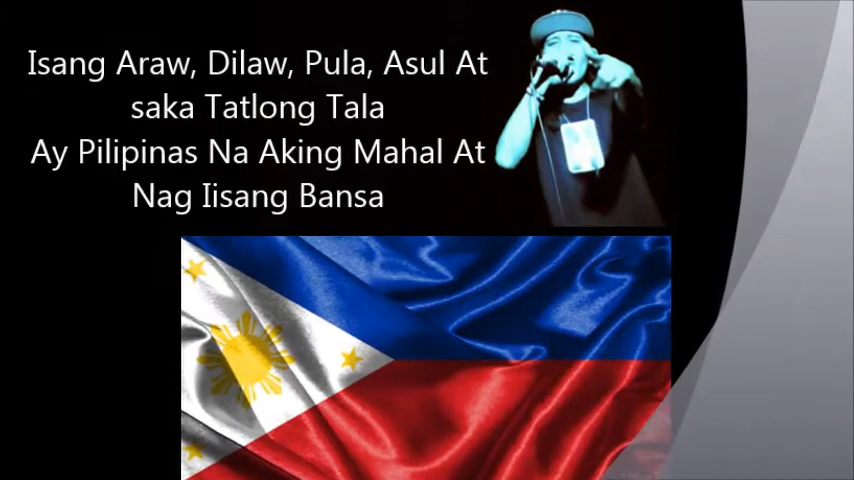 Isang Araw, Dilaw, Pula, Asul At
saka Tatlong Tala
Ay Pilipinas Na Aking Mahal At
Nag Iisang Bansa